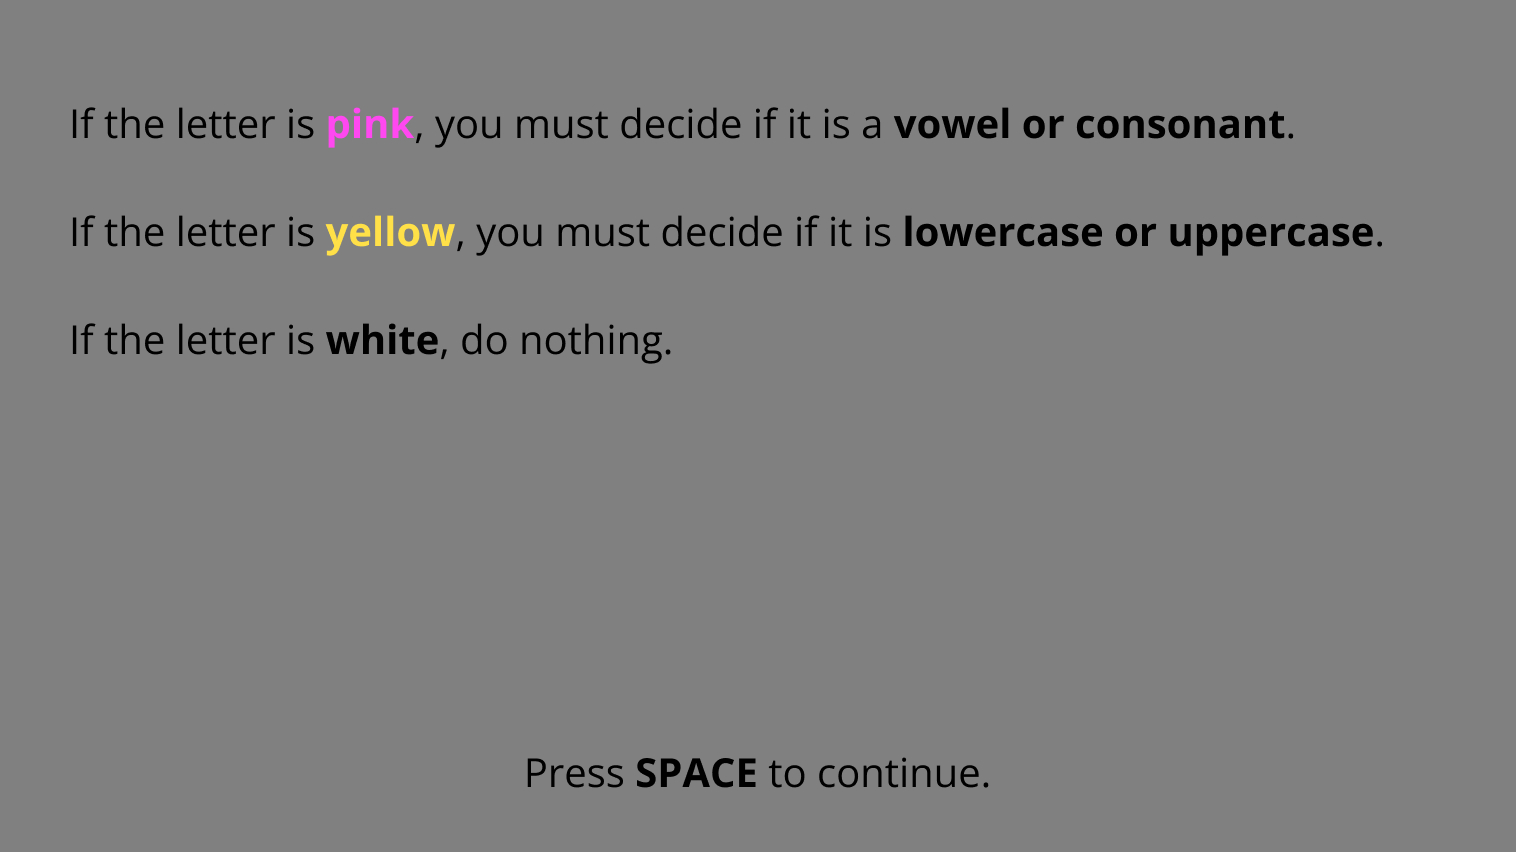 If the letter is pink, you must decide if it is a vowel or consonant.
If the letter is yellow, you must decide if it is lowercase or uppercase.
If the letter is white, do nothing.
Press SPACE to continue.